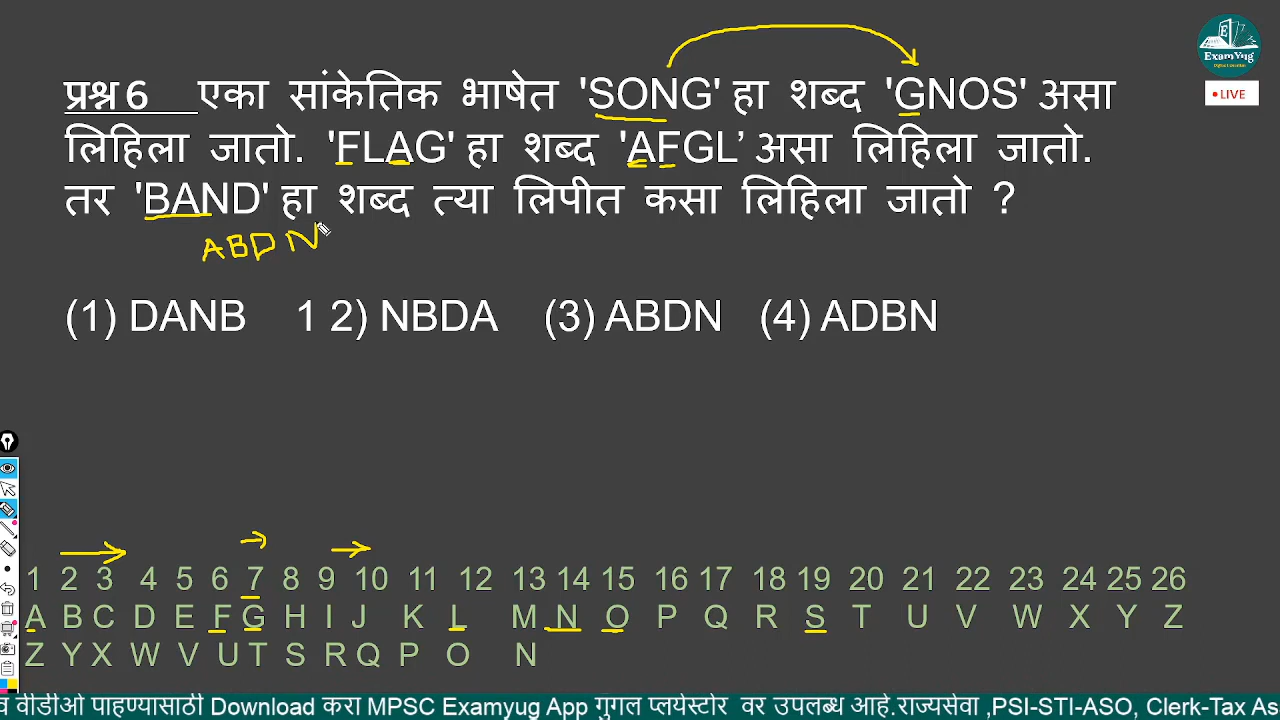 ExamYug
LIVE
प्रश्न 6 एका सांकेतिक भाषेत 'SONG' हा शब्द 'GNOS' असा
लिहिला जातो. 'FLAG' हा शब्द 'AFGL’ असा लिहिला जातो.
तर 'BAND' हा शब्द त्या लिपीत कसा लिहिला जातो ?
ABDN
(1) DANB 1 2) NBDA (3) ABDN (4) ADBN
1 2 3 4 5 6 7 8 9 10 11 12 13 14 15 16 17 18 19 20 21 22 23 24 25 26
A B C D E F G H I J K L M N O P Q R S T U V W X Y Z
Z Y X W V U T S R Q P O N
व वीडीओ पाहण्यासाठी Download करा MPSC Examyug App गुगल प्लयेस्टोर वर उपलब्ध आहे.राज्यसेवा ,PSI-STI-ASO, Clerk-Tax As